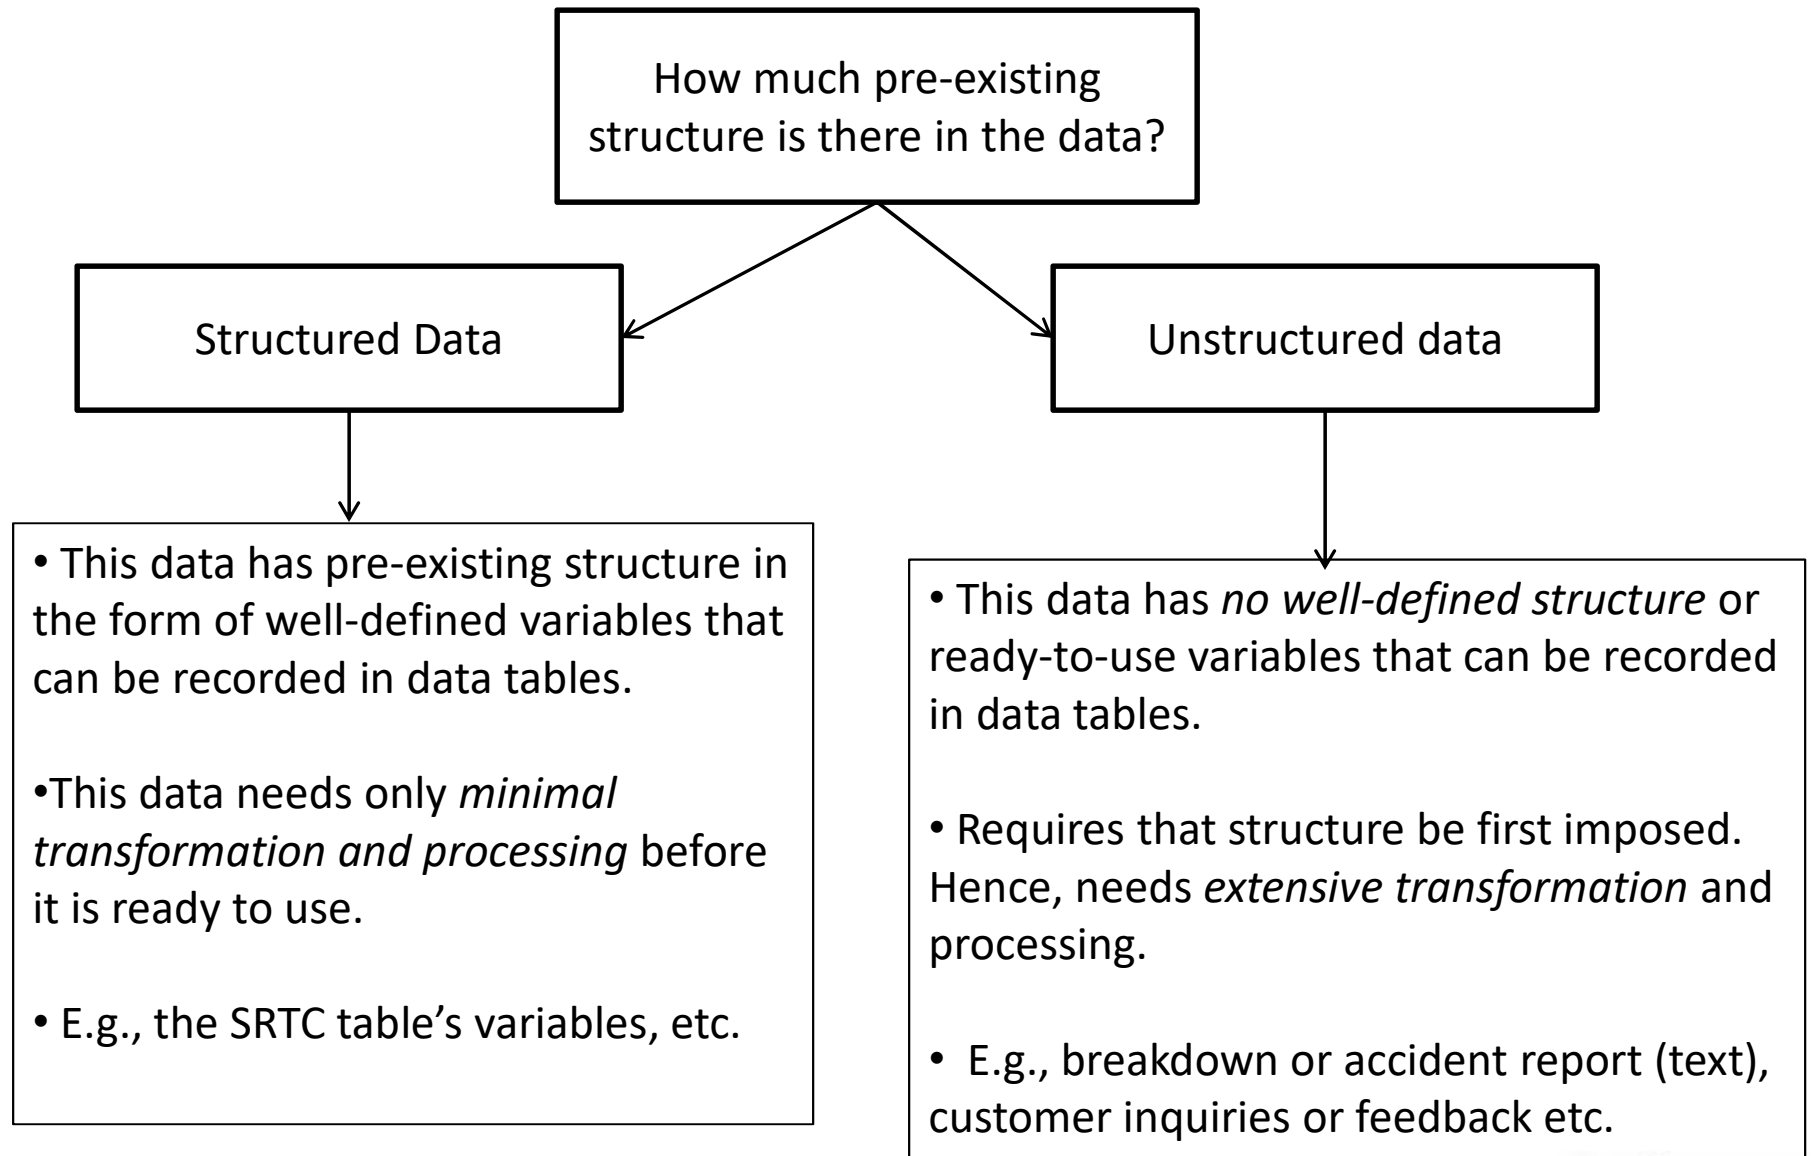 How much pre-existing
structure is there in the data?
Structured Data
Unstructured data
• This data has pre-existing structure in
the form of well-defined variables that
can be recorded in data tables.
•This data needs only minimal
transformation and processing before
it is ready to use.
• E.g., the SRTC table’s variables, etc.
• This data has no well-defined structure or
ready-to-use variables that can be recorded
in data tables.
• Requires that structure be first imposed.
Hence, needs extensive transformation and
processing.
• E.g., breakdown or accident report (text),
customer inquiries or feedback etc.